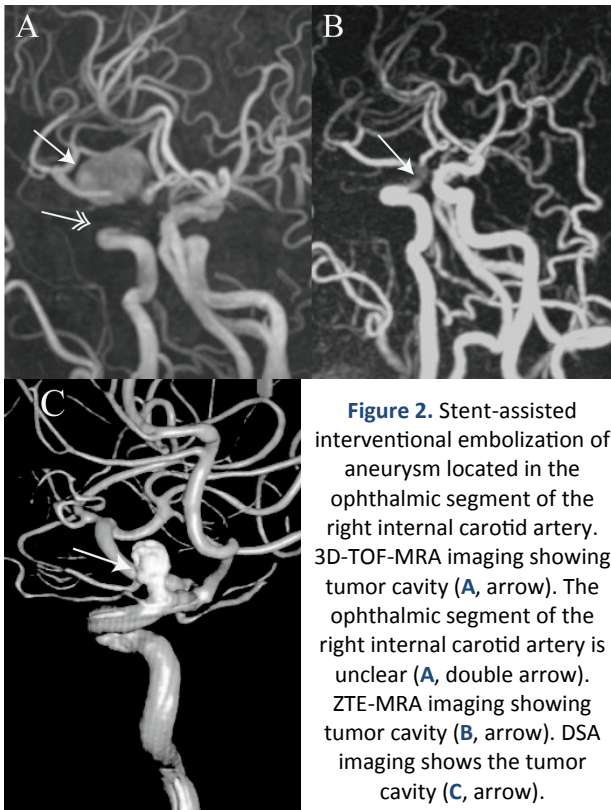 A
B
C
Figure 2. Stent-assisted
interventional embolization of
aneurysm located in the
ophthalmic segment of the
right internal carotid artery.
3D-TOF-MRA imaging showing
tumor cavity (A, arrow). The
ophthalmic segment of the
right internal carotid artery is
unclear (A, double arrow).
ZTE-MRA imaging showing
tumor cavity (B, arrow). DSA
imaging shows the tumor
cavity (C, arrow).